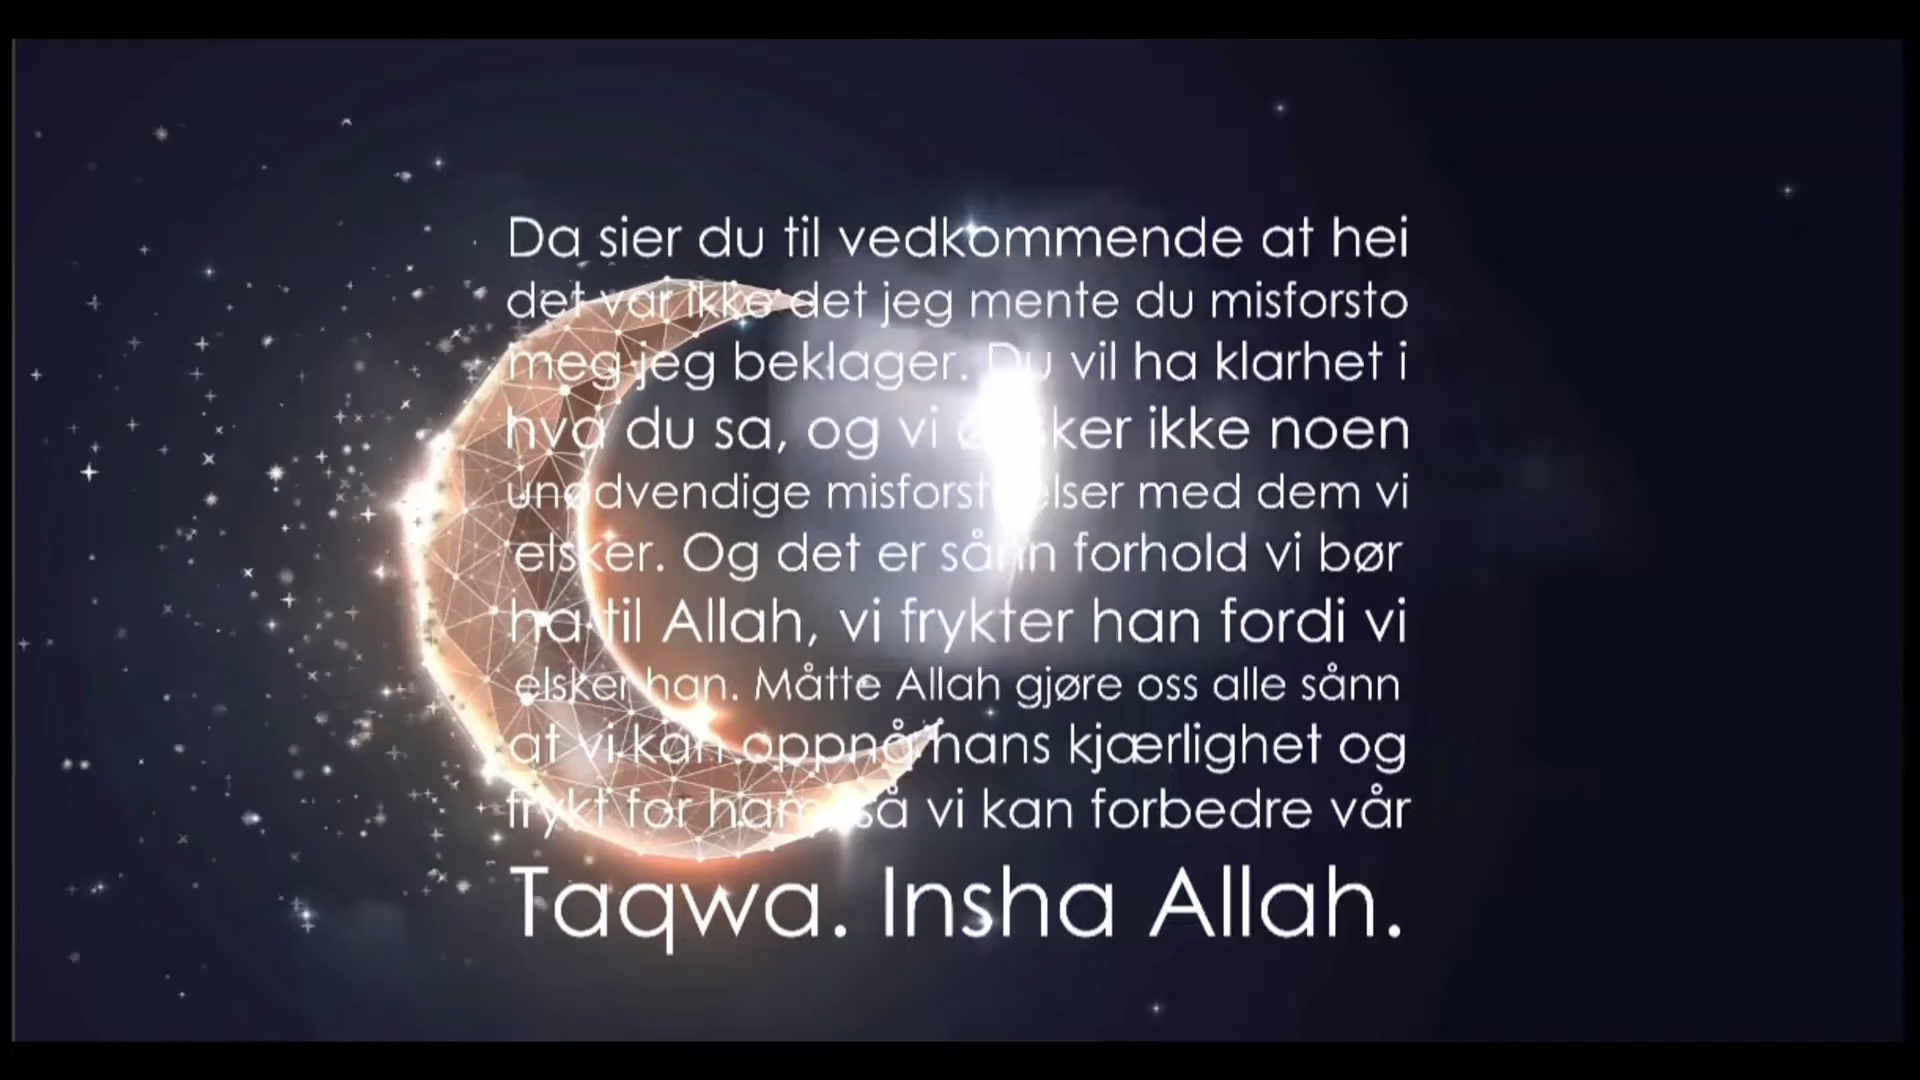 Da sier du til vedkommende at hei
det var ikke det jeg mente du misforsto
meg jeg beklager. Du vil ha klarhet i
hva du sa, og vi ønsker ikke noen
unødvendige misforståelser med dem vi
elsker. Og det er sånn forhold vi bør
ha til Allah, vi frykter han fordi vi
elsker han. Måtte Allah gjøre oss alle sånn
at vi kan oppnå hans kjærlighet og
frykt for ham, så vi kan forbedre vår
Taqwa. Insha Allah.